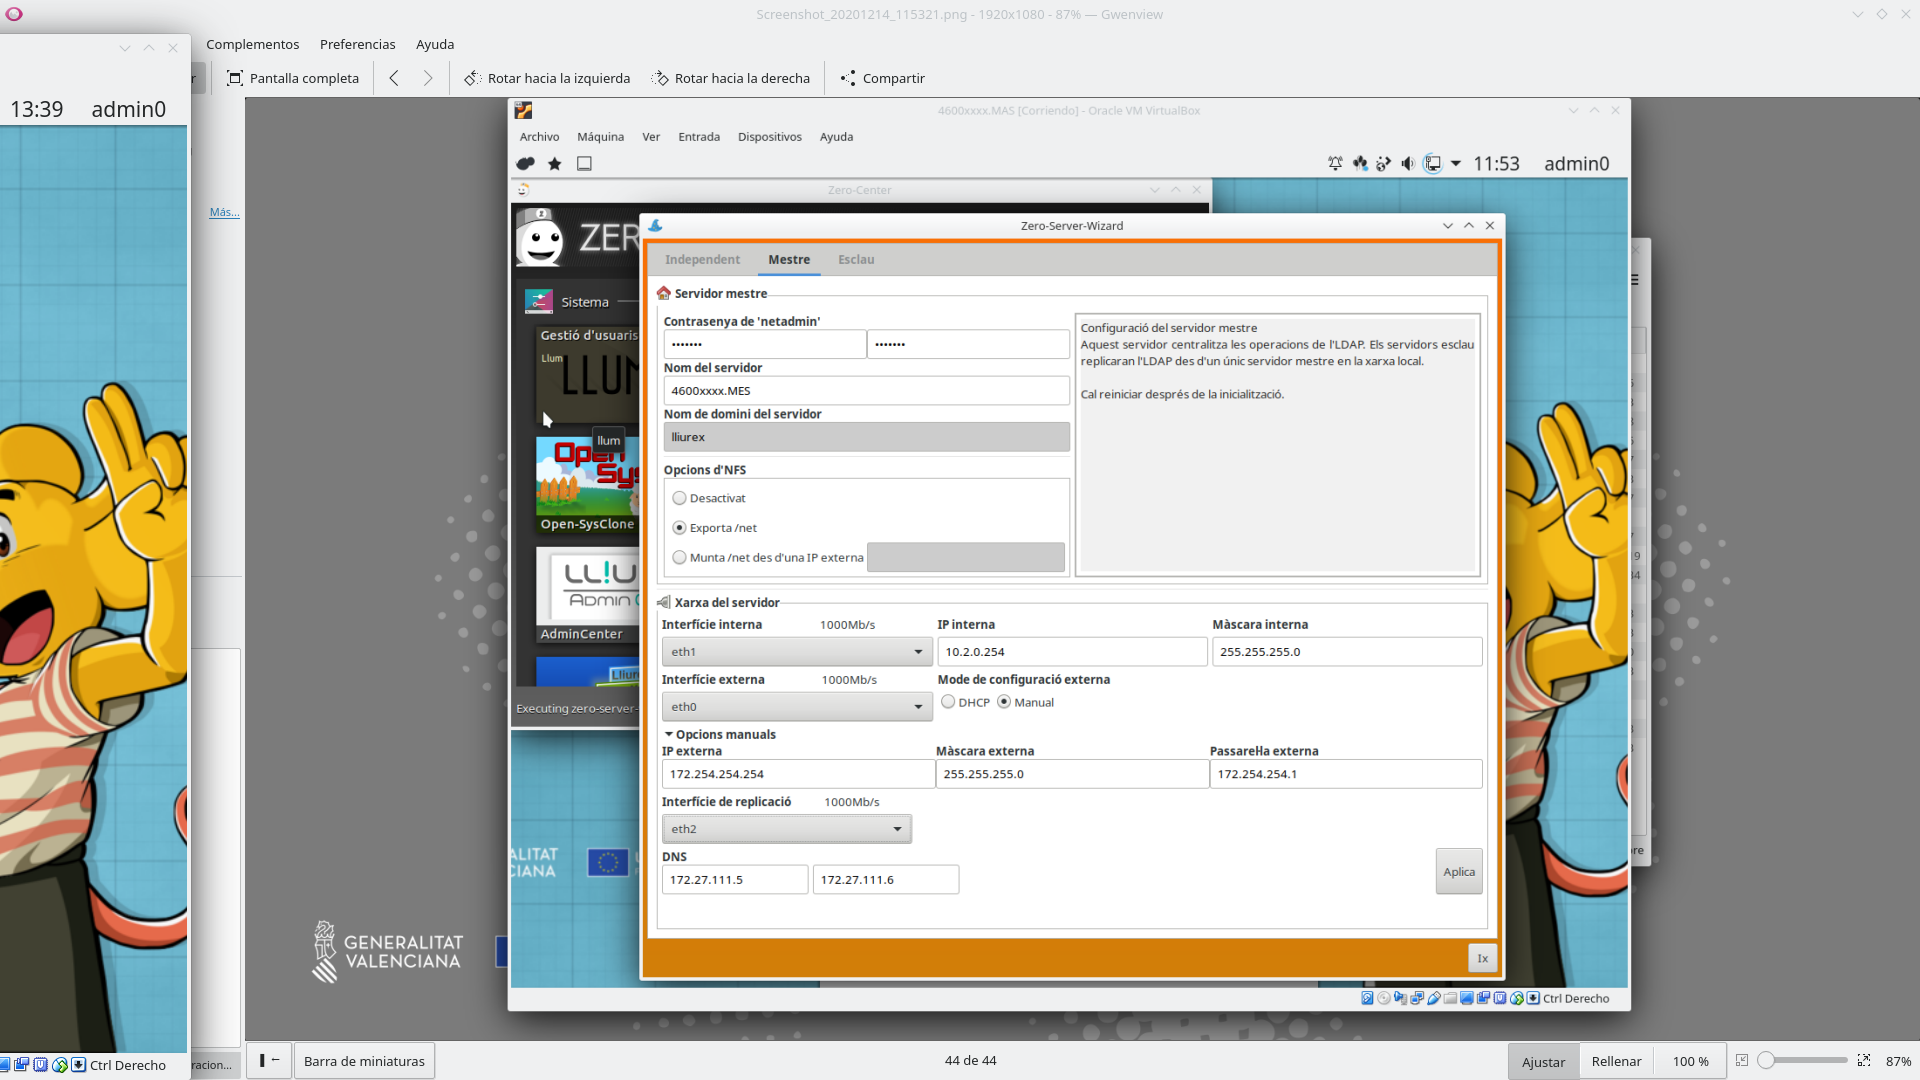 Screenshot_20201214_115321.png - 1920x1080 - 87% — Gwenview
Complementos Preferencias Ayuda
Pantalla completa Rotar hacia la izquierda Rotar hacia la derecha Compartir
13:39 admin0
Más...
4600xxxx.MAS [Corriendo] - Oracle VM VirtualBox
Archivo Máquina Ver Entrada Dispositivos Ayuda
11:53 admin0
Zero-Center
ZER
Sistema
Gestió d'usuaris
Llum
LLUM
llum
Open
Sys
Open-SysClone
LL!U
Admin
AdminCenter
Lliur
Executing zero-server-
Zero-Server-Wizard
Independent Mestre Esclau
Servidor mestre
Contrasenya de 'netadmin'
••••••• •••••••
Nom del servidor
4600xxxx.MES
Nom de domini del servidor
lliurex
Opcions d'NFS
Desactivat
Exporta /net
Munta /net des d'una IP externa
Configuració del servidor mestre
Aquest servidor centralitza les operacions de l'LDAP. Els servidors esclau
replicaran l'LDAP des d'un únic servidor mestre en la xarxa local.
Cal reiniciar després de la inicialització.
Xarxa del servidor
Interfície interna 1000Mb/s IP interna Màscara interna
eth1 10.2.0.254 255.255.255.0
Interfície externa 1000Mb/s Mode de configuració externa
eth0 DHCP Manual
Opcions manuals
IP externa Màscara externa Passarel·la externa
172.254.254.254 255.255.255.0 172.254.254.1
Interfície de replicació 1000Mb/s
eth2
DNS
172.27.111.5 172.27.111.6
Aplica
Ix
ALITAT
CIANA
GENERALITAT
VALENCIANA
Ctrl Derecho
Ctrl Derecho
racion...
Barra de miniaturas
44 de 44
Ajustar Rellenar 100 % 87%